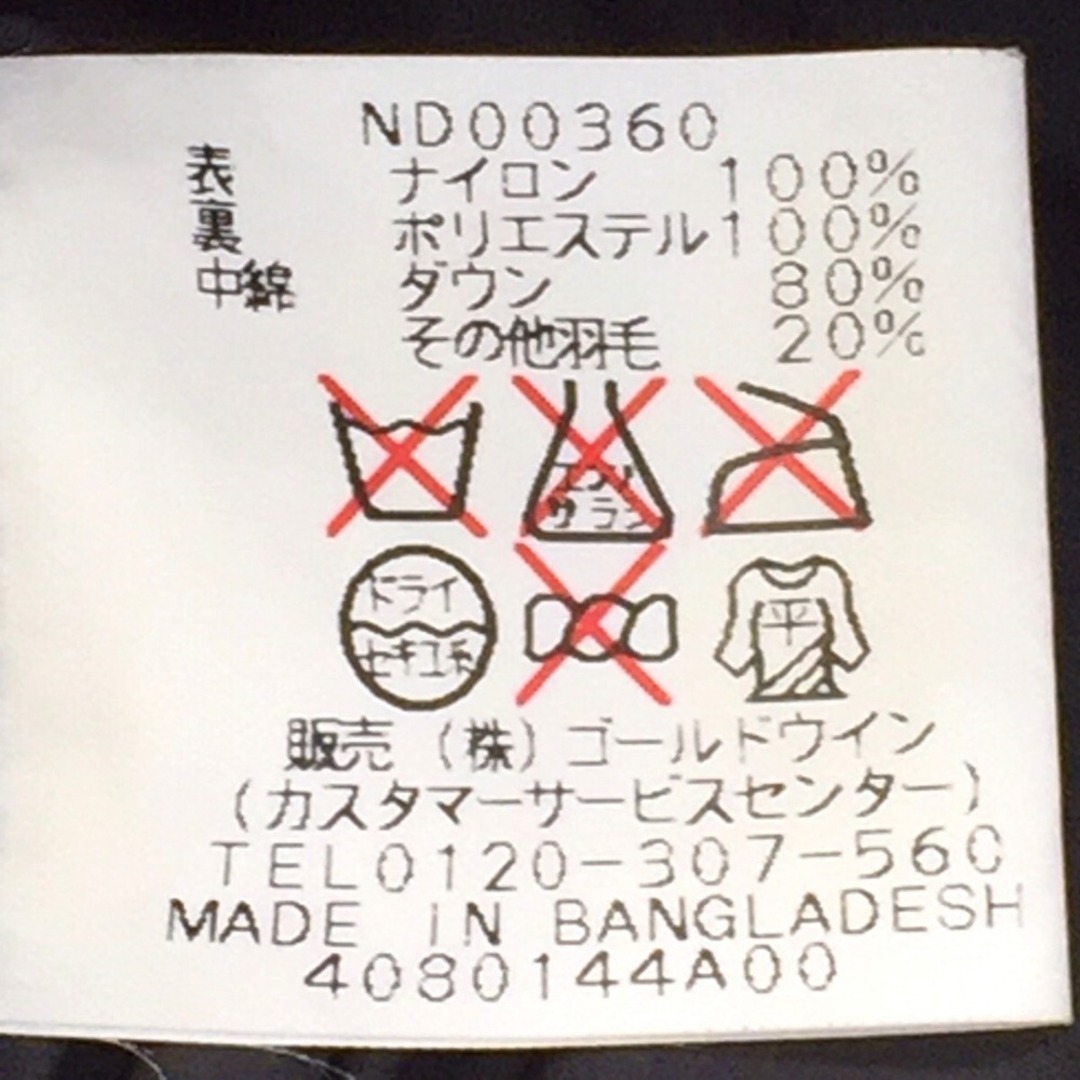 ND00360
表 ナイロン 100%
裏 ポリエステル100%
中綿 ダウン 80%
その他羽毛 20%
エンソ
サラシ
ドライ
セキユ系
平
販売 (株) ゴールドウイン
(カスタマーサービスセンター)
TEL0120-307-560
MADE IN BANGLADESH
4080144A00